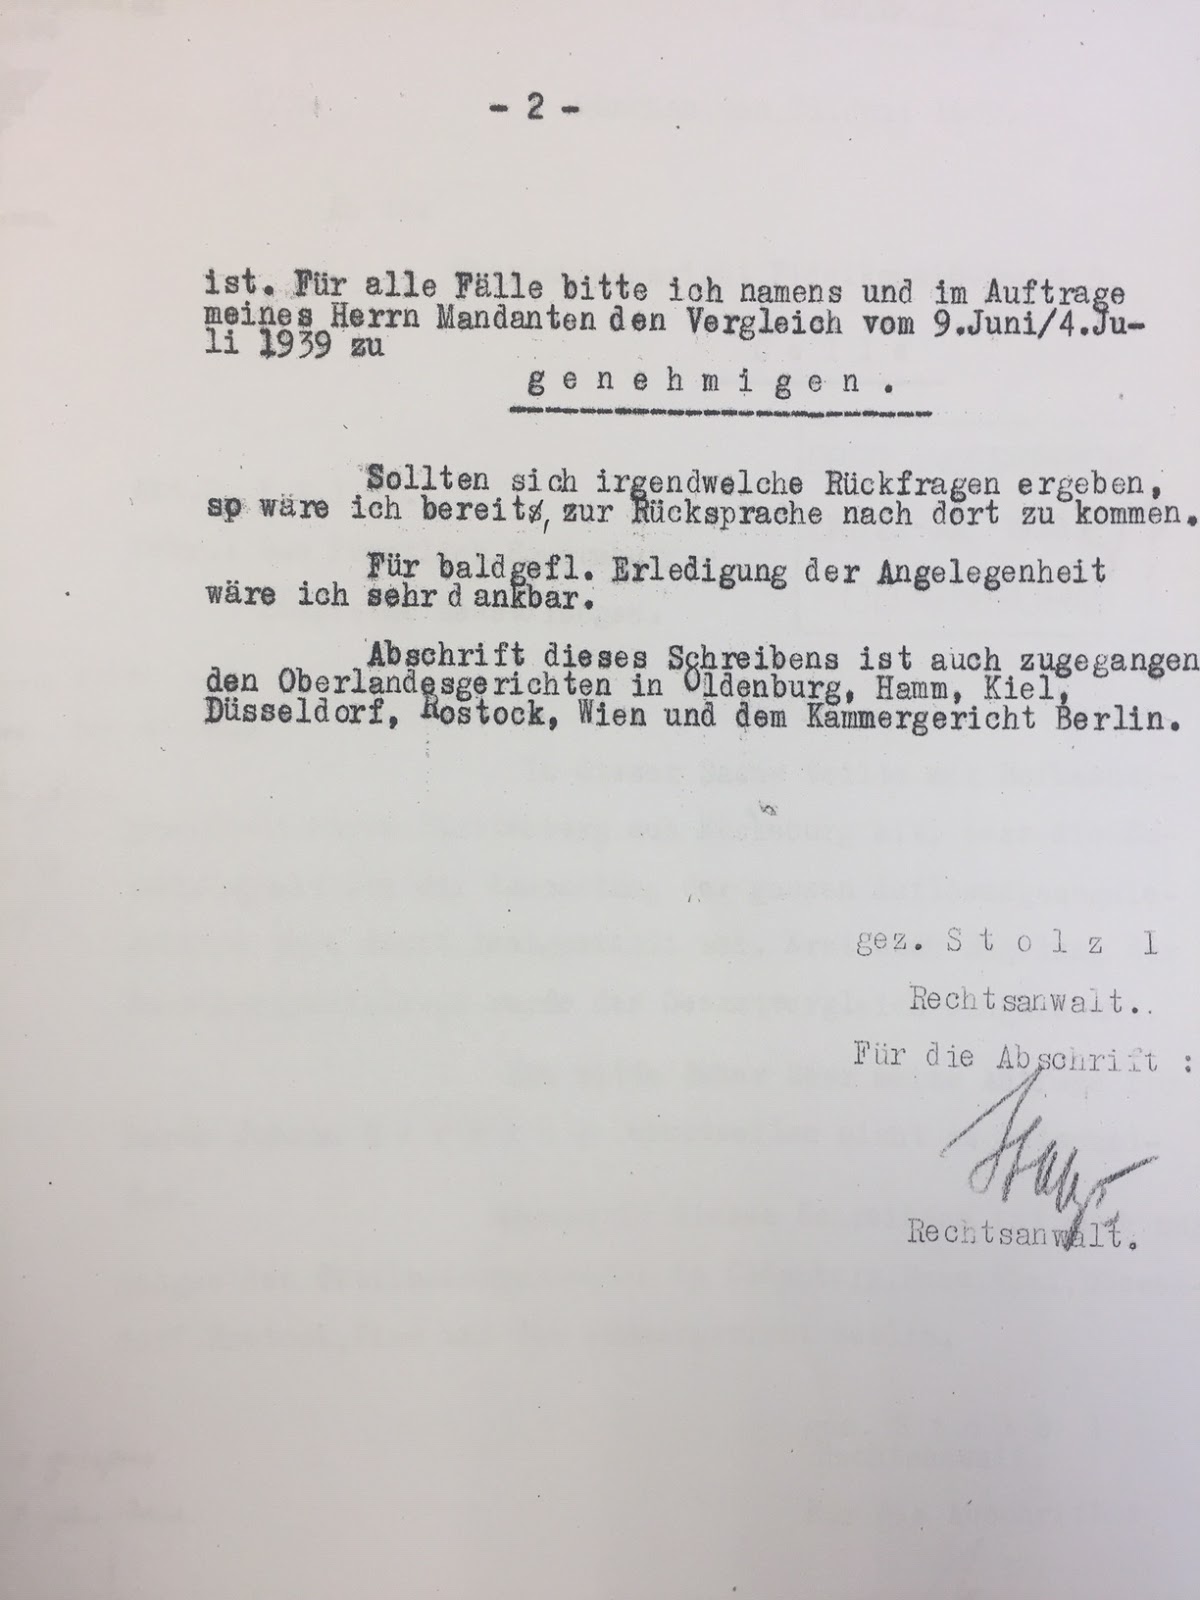 - 2 -
ist. Für alle Fälle bitte ich namens und im Auftrage
meines Herrn Mandanten den Vergleich vom 9.Juni/4.Ju-
li 1939 zu
g e n e h m i g e n .
Sollten sich irgendwelche Rückfragen ergeben,
so wäre ich bereit, zur Rücksprache nach dort zu kommen.
Für baldgefl. Erledigung der Angelegenheit
wäre ich sehr d ankbar.
Abschrift dieses Schreibens ist auch zugegangen
den Oberlandesgerichten in Oldenburg, Hamm, Kiel,
Düsseldorf, Rostock, Wien und dem Kammergericht Berlin.
gez. S t o l z I
Rechtsanwalt..
Für die Abschrift :
Rechtsanwalt.